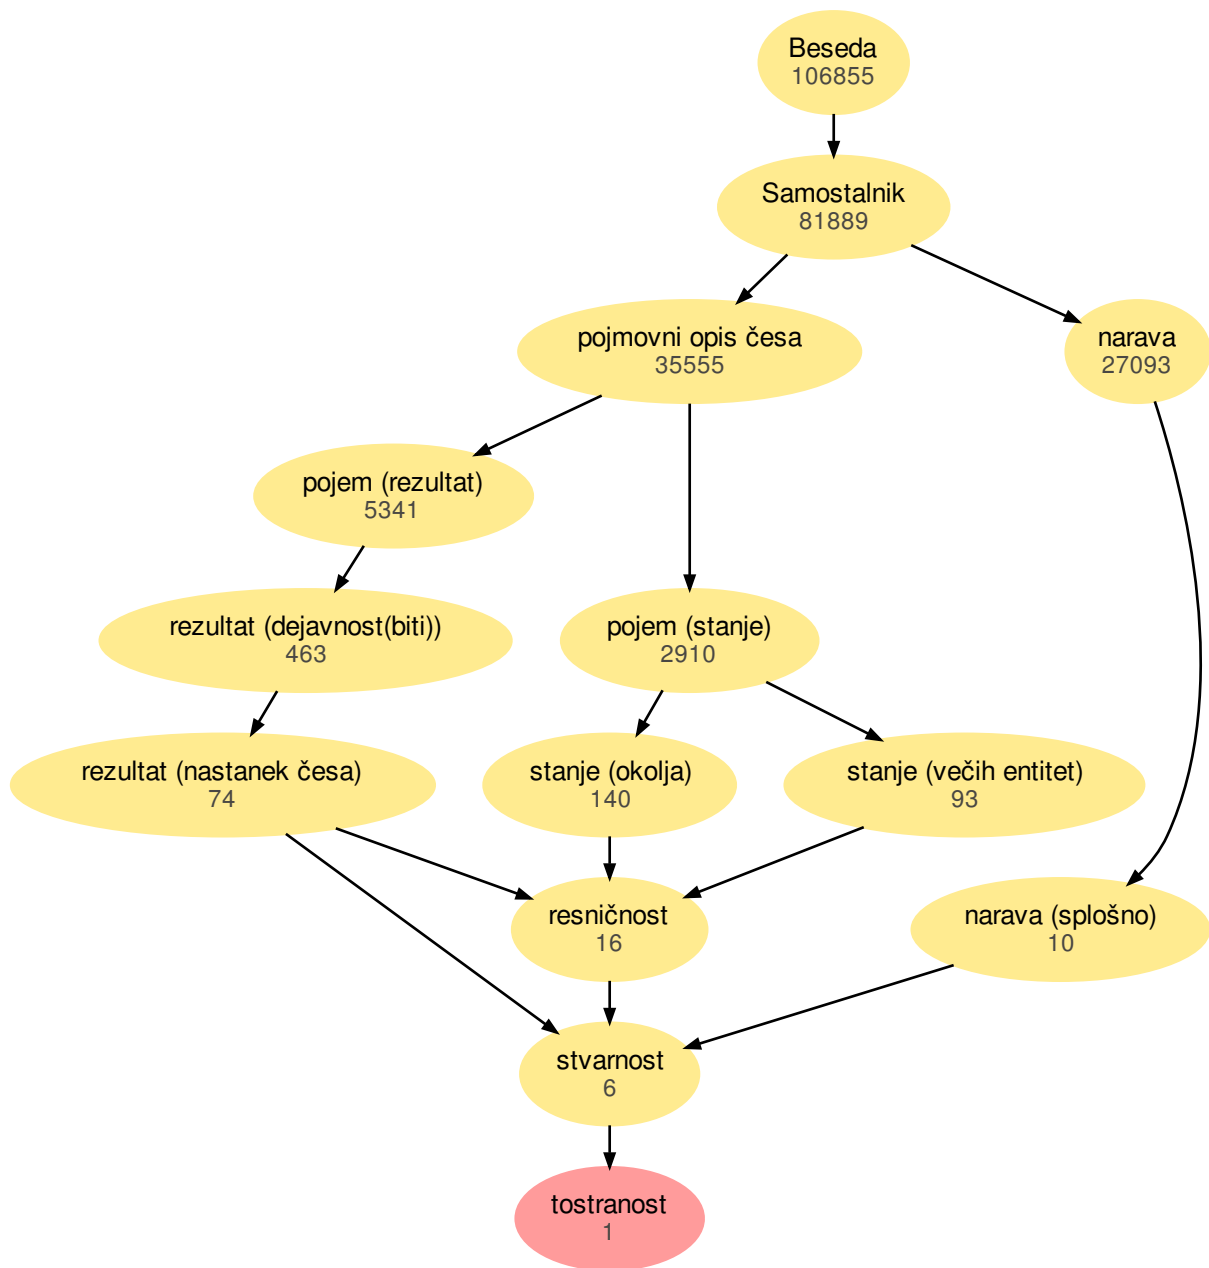 Beseda
106855
Samostalnik
81889
pojmovni opis česa
35555
narava
27093
pojem (rezultat)
5341
rezultat (dejavnost(biti))
463
pojem (stanje)
2910
rezultat (nastanek česa)
74
stanje (okolja)
140
stanje (večih entitet)
93
resničnost
16
narava (splošno)
10
stvarnost
6
tostranost
1